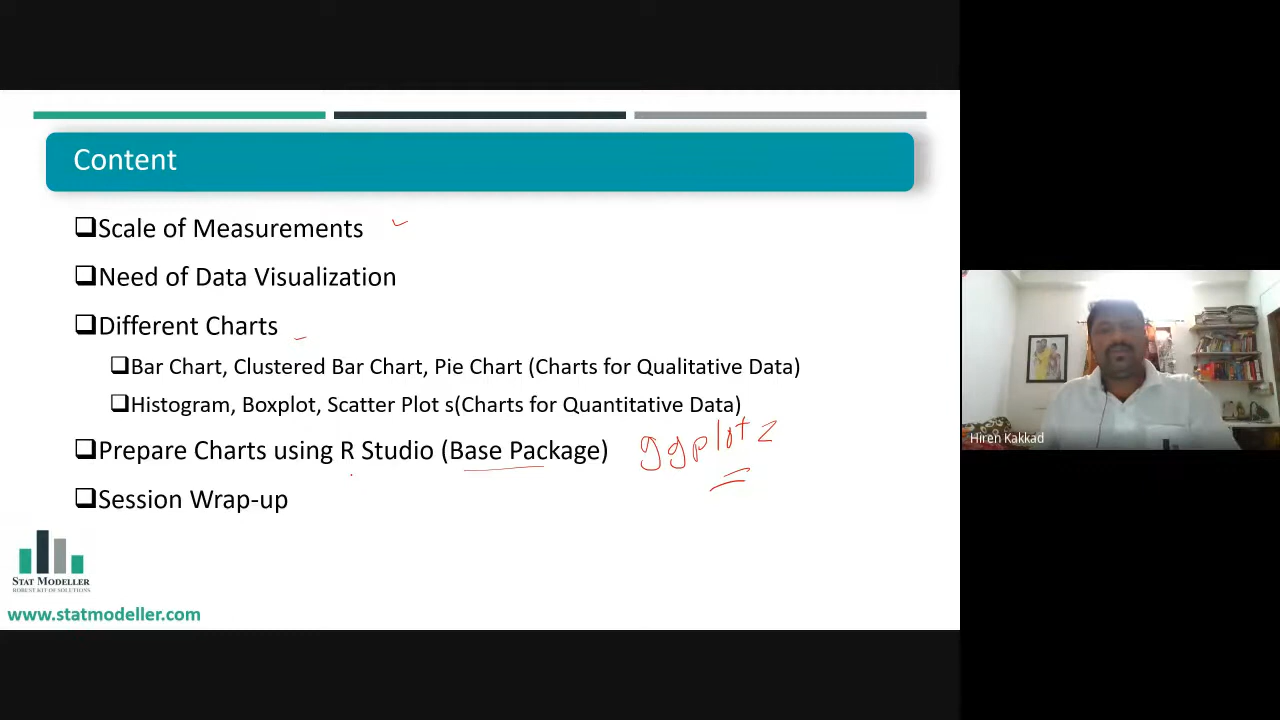 Content
❑Scale of Measurements
❑Need of Data Visualization
❑Different Charts
❑Bar Chart, Clustered Bar Chart, Pie Chart (Charts for Qualitative Data)
❑Histogram, Boxplot, Scatter Plot s(Charts for Quantitative Data)
❑Prepare Charts using R Studio (Base Package) ggplot2
❑Session Wrap-up
STAT MODELLER
ROBUST KIT OF SOLUTIONS
www.statmodeller.com
Hiren Kakkad